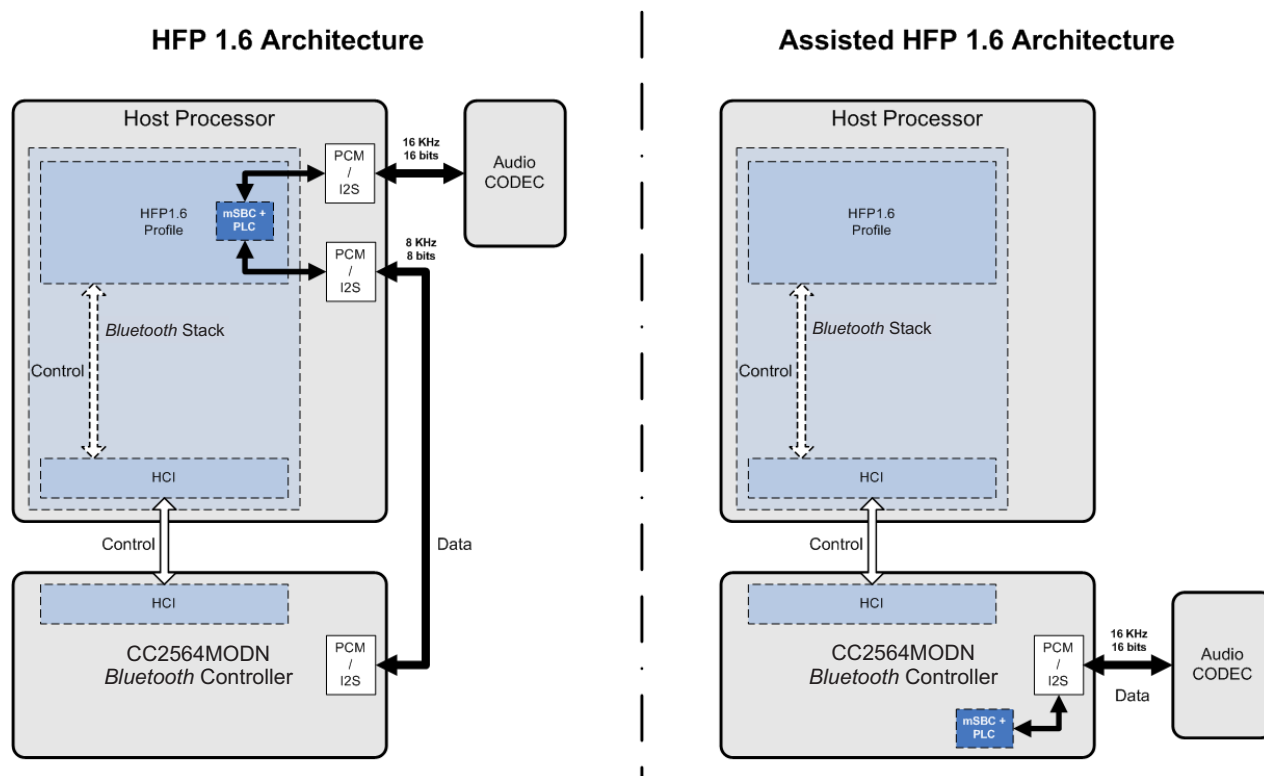 HFP 1.6 Architecture
Host Processor
PCM
/
I2S
16 KHz
16 bits
Audio
CODEC
HFP1.6
Profile
mSBC +
PLC
PCM
/
I2S
8 KHz
8 bits
Bluetooth Stack
Control
HCI
Control
Data
HCI
CC2564MODN
Bluetooth Controller
PCM
/
I2S
Assisted HFP 1.6 Architecture
Host Processor
HFP1.6
Profile
Bluetooth Stack
Control
HCI
Control
HCI
CC2564MODN
Bluetooth Controller
PCM
/
I2S
16 KHz
16 bits
Data
Audio
CODEC
mSBC +
PLC